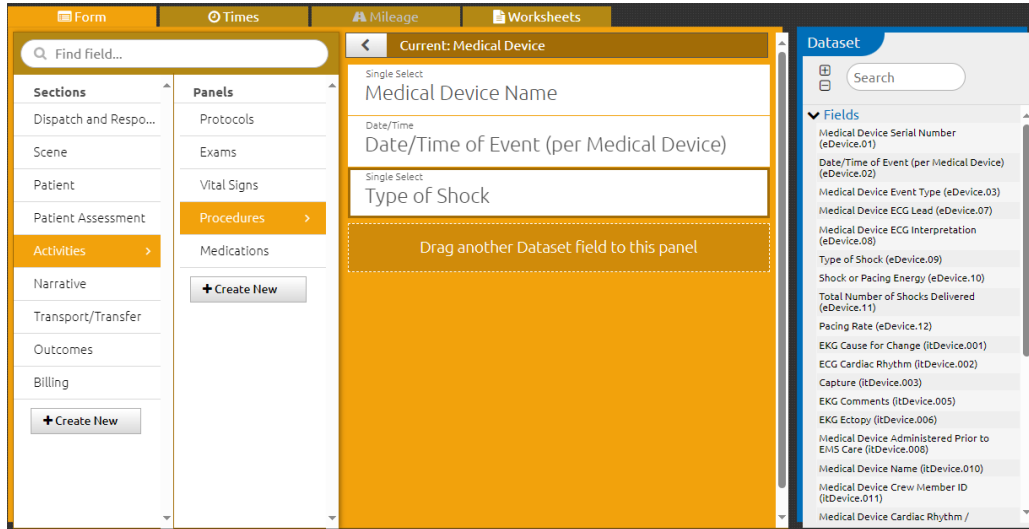 Form
Times
Mileage
Worksheets
Find field...
Sections
Dispatch and Respo...
Scene
Patient
Patient Assessment
Activities
Narrative
Transport/Transfer
Outcomes
Billing
+ Create New
Panels
Protocols
Exams
Vital Signs
Procedures
Medications
+ Create New
Current: Medical Device
Single Select
Medical Device Name
Date/Time
Date/Time of Event (per Medical Device)
Single Select
Type of Shock
Drag another Dataset field to this panel
Dataset
Search
Fields
Medical Device Serial Number
(eDevice.01)
Date/Time of Event (per Medical Device)
(eDevice.02)
Medical Device Event Type (eDevice.03)
Medical Device ECG Lead (eDevice.07)
Medical Device ECG Interpretation
(eDevice.08)
Type of Shock (eDevice.09)
Shock or Pacing Energy (eDevice.10)
Total Number of Shocks Delivered
(eDevice.11)
Pacing Rate (eDevice.12)
EKG Cause for Change (itDevice.001)
ECG Cardiac Rhythm (itDevice.002)
Capture (itDevice.003)
EKG Comments (itDevice.005)
EKG Ectopy (itDevice.006)
Medical Device Administered Prior to
EMS Care (itDevice.008)
Medical Device Name (itDevice.010)
Medical Device Crew Member ID
(itDevice.011)
Medical Device Cardiac Rhythm /